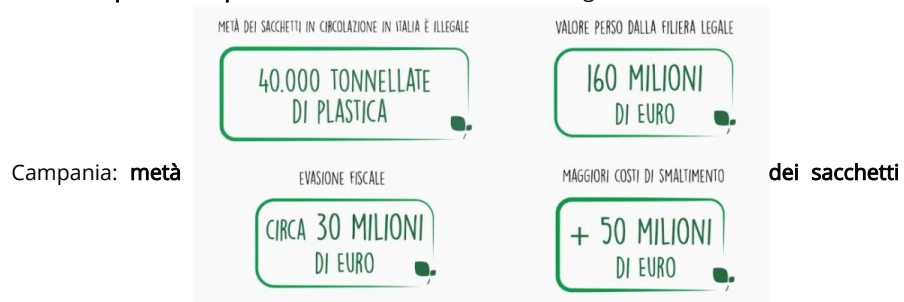 METÀ DEI SACCHETTI IN CIRCOLAZIONE IN ITALIA È ILLEGALE
40.000 TONNELLATE
DI PLASTICA
VALORE PERSO DALLA FILIERA LEGALE
160 MILIONI
DI EURO
Campania: metà
dei sacchetti
EVASIONE FISCALE
CIRCA 30 MILIONI
DI EURO
MAGGIORI COSTI DI SMALTIMENTO
+ 50 MILIONI
DI EURO